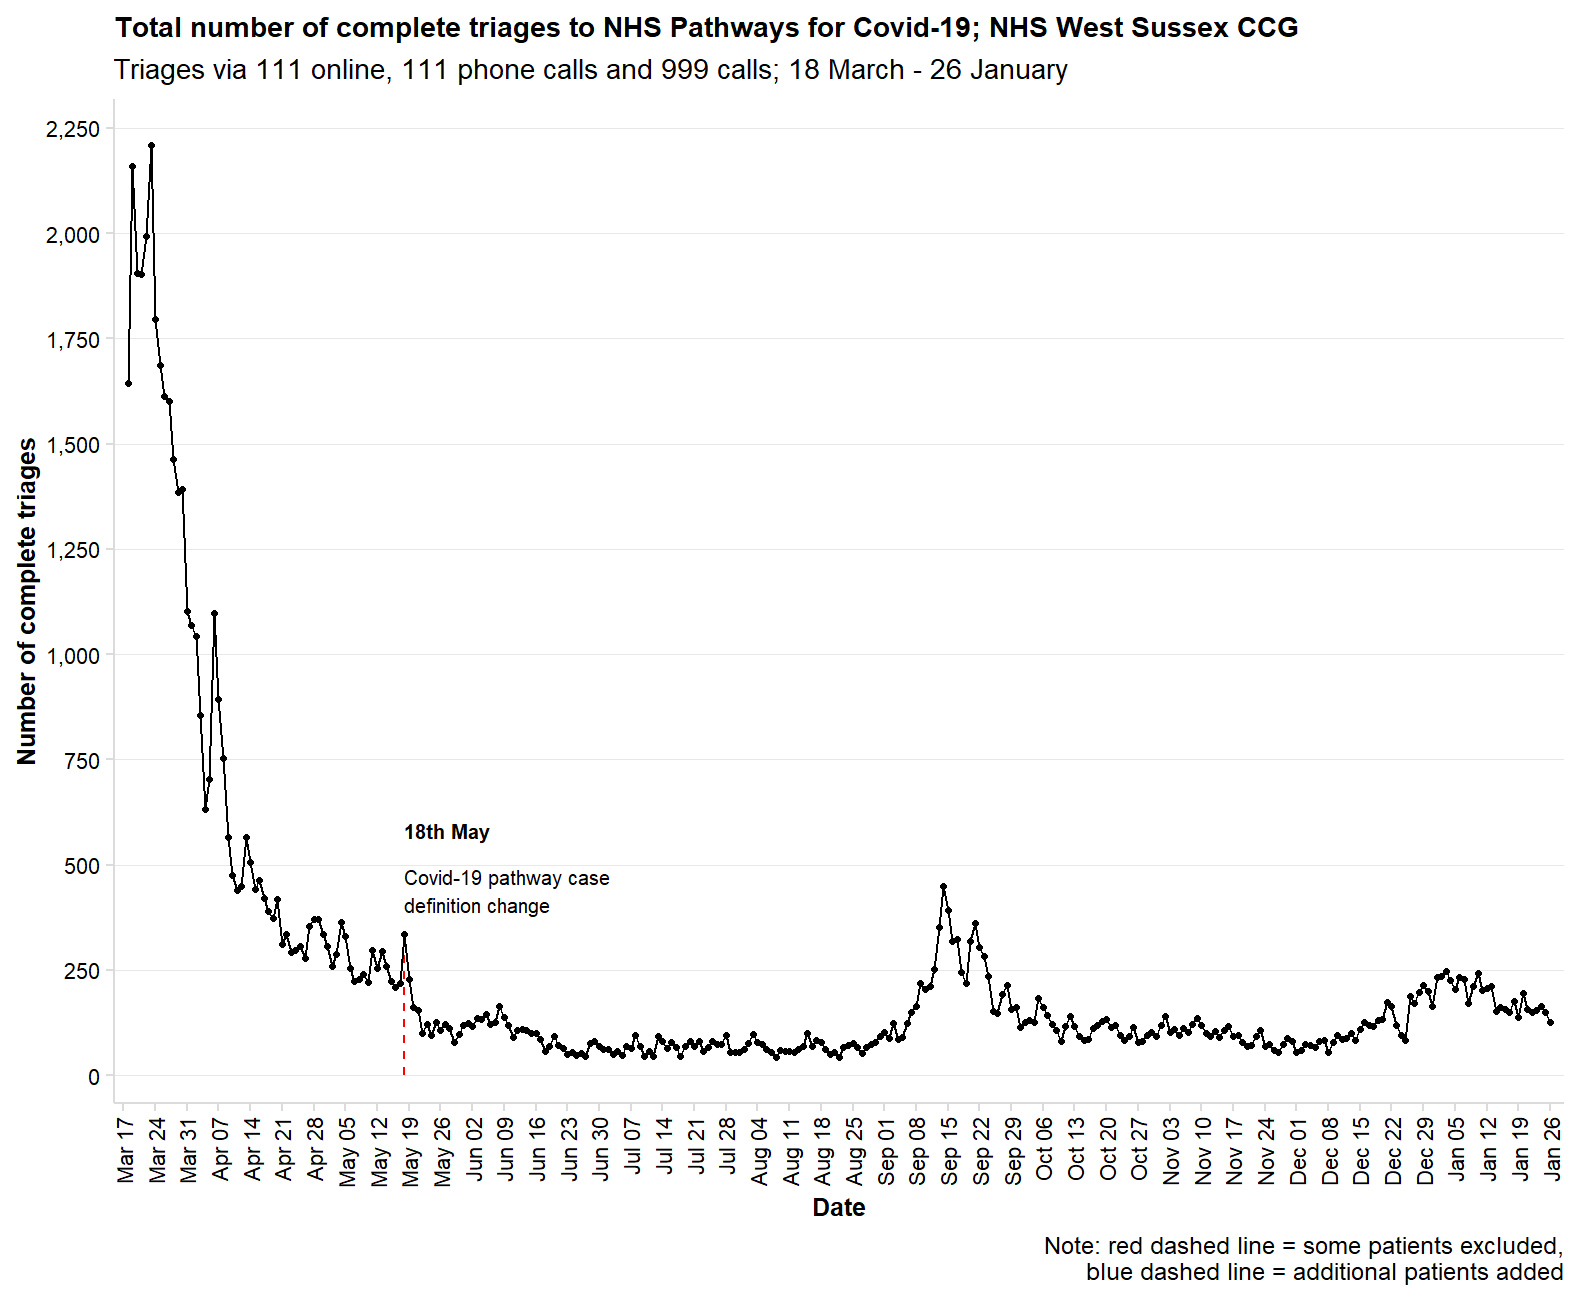 Total number of complete triages to NHS Pathways for Covid-19; NHS West Sussex CCG
Triages via 111 online, 111 phone calls and 999 calls; 18 March - 26 January
Number of complete triages
2,250
2,000
1,750
1,500
1,250
1,000
750
500
250
0
18th May
Covid-19 pathway case
definition change
Mar 17
Mar 24
Mar 31
Apr 07
Apr 14
Apr 21
Apr 28
May 05
May 12
May 19
May 26
Jun 02
Jun 09
Jun 16
Jun 23
Jun 30
Jul 07
Jul 14
Jul 21
Jul 28
Aug 04
Aug 11
Aug 18
Aug 25
Sep 01
Sep 08
Sep 15
Sep 22
Sep 29
Oct 06
Oct 13
Oct 20
Oct 27
Nov 03
Nov 10
Nov 17
Nov 24
Dec 01
Dec 08
Dec 15
Dec 22
Dec 29
Jan 05
Jan 12
Jan 19
Jan 26
Date
Note: red dashed line = some patients excluded,
blue dashed line = additional patients added